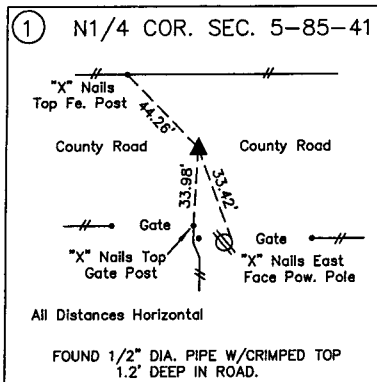 1 N1/4 COR. SEC. 5-85-41
"X" Nails
Top Fe. Post
44.26'
County Road
County Road
33.98'
33.42'
Gate
Gate
"X" Nails Top
Gate Post
"X" Nails East
Face Pow. Pole
All Distances Horizontal
FOUND 1/2" DIA. PIPE W/CRIMPED TOP
1.2' DEEP IN ROAD.